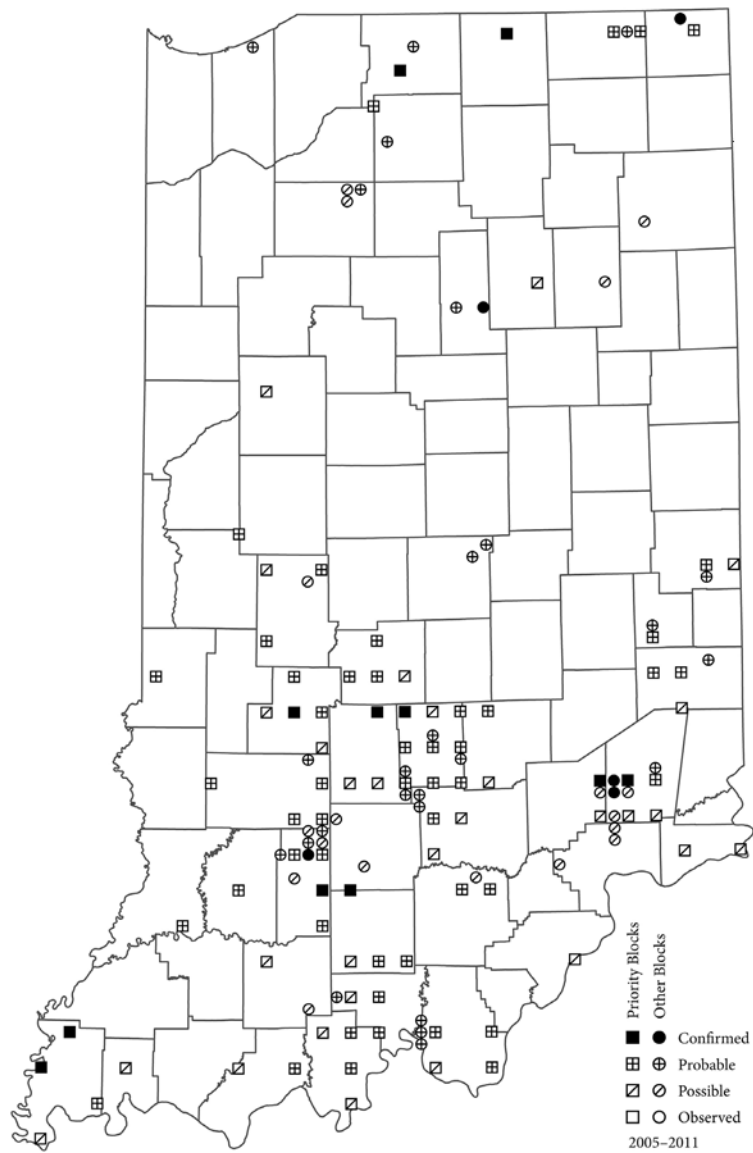 Priority Blocks
Other Blocks
Confirmed
Probable
Possible
Observed
2005–2011